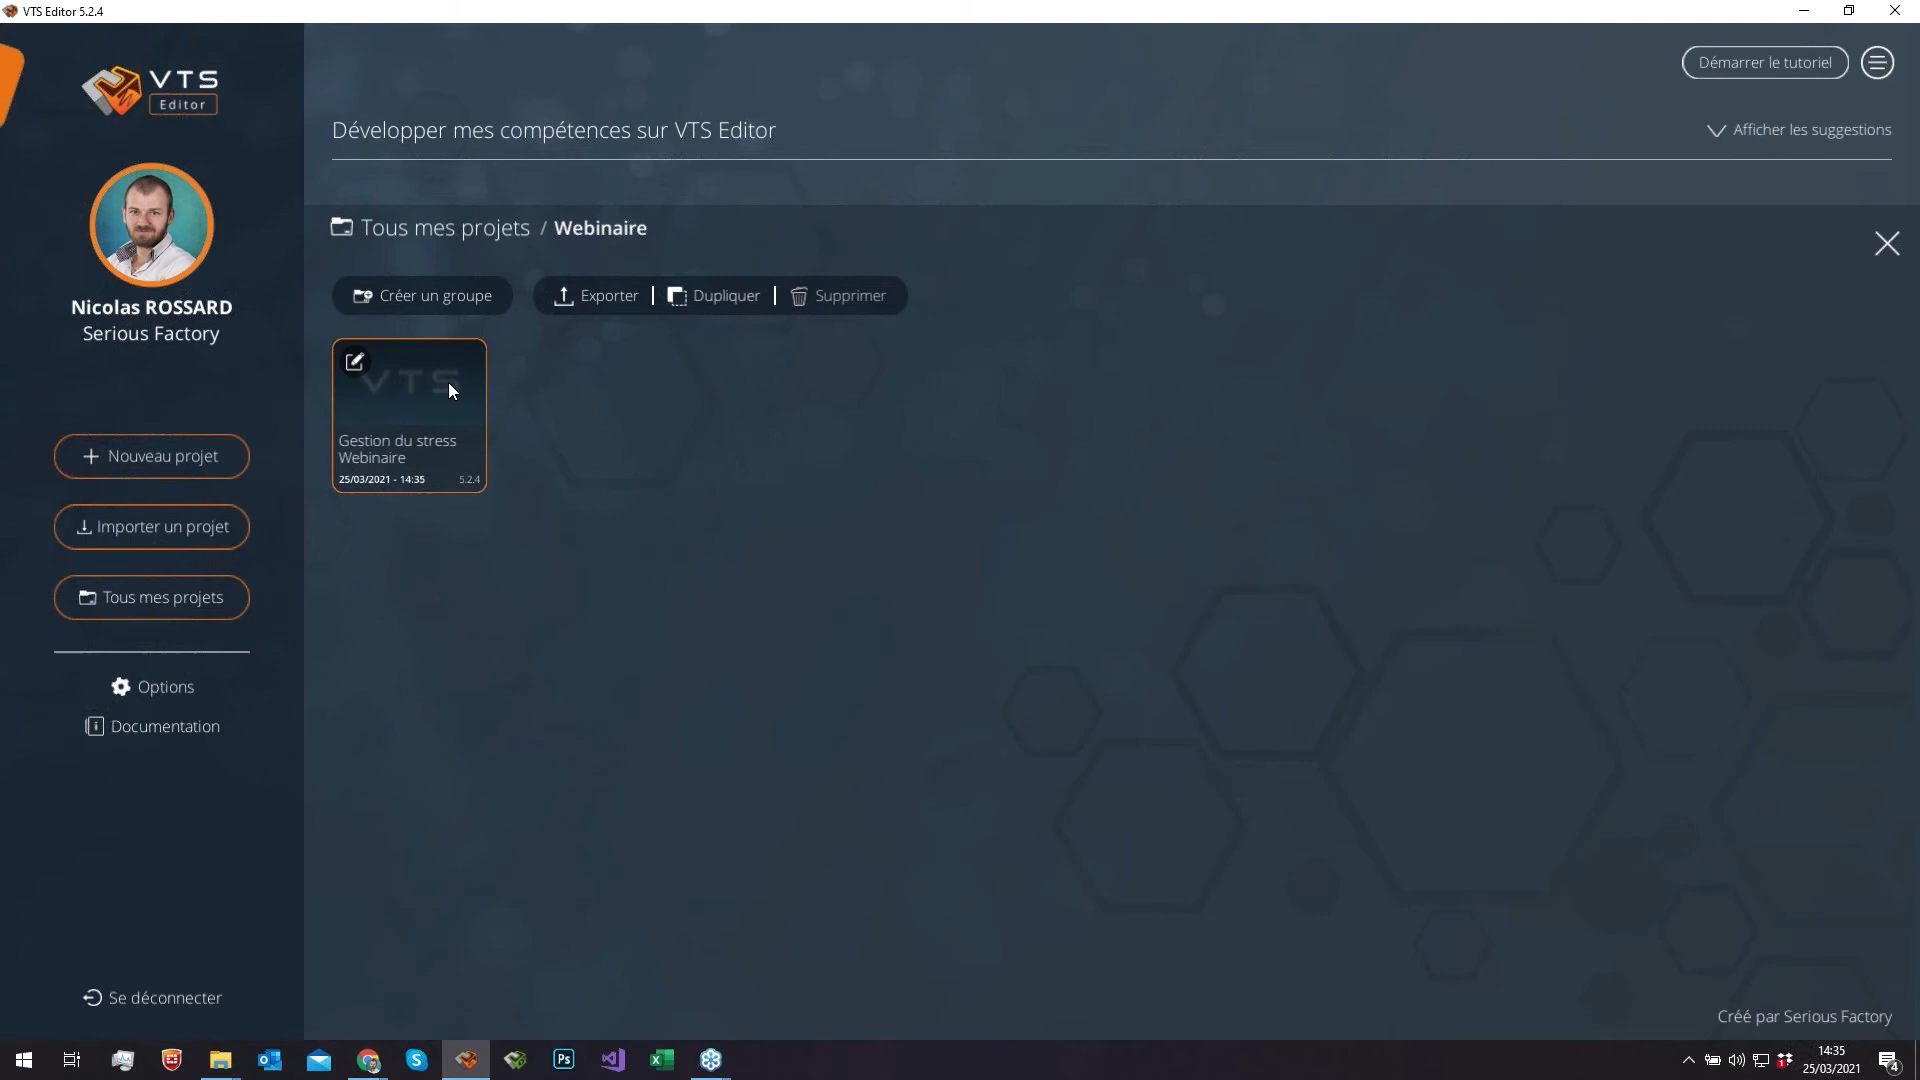 VTS Editor 5.2.4
VTS
Editor
Démarrer le tutoriel
Développer mes compétences sur VTS Editor
Afficher les suggestions
Nicolas ROSSARD
Serious Factory
Tous mes projets / Webinaire
Créer un groupe
Exporter
Dupliquer
Supprimer
VTS
Gestion du stress
Webinaire
25/03/2021 - 14:35
5.2.4
Nouveau projet
Importer un projet
Tous mes projets
Options
Documentation
Se déconnecter
Créé par Serious Factory
Ps
14:35
25/03/2021
4